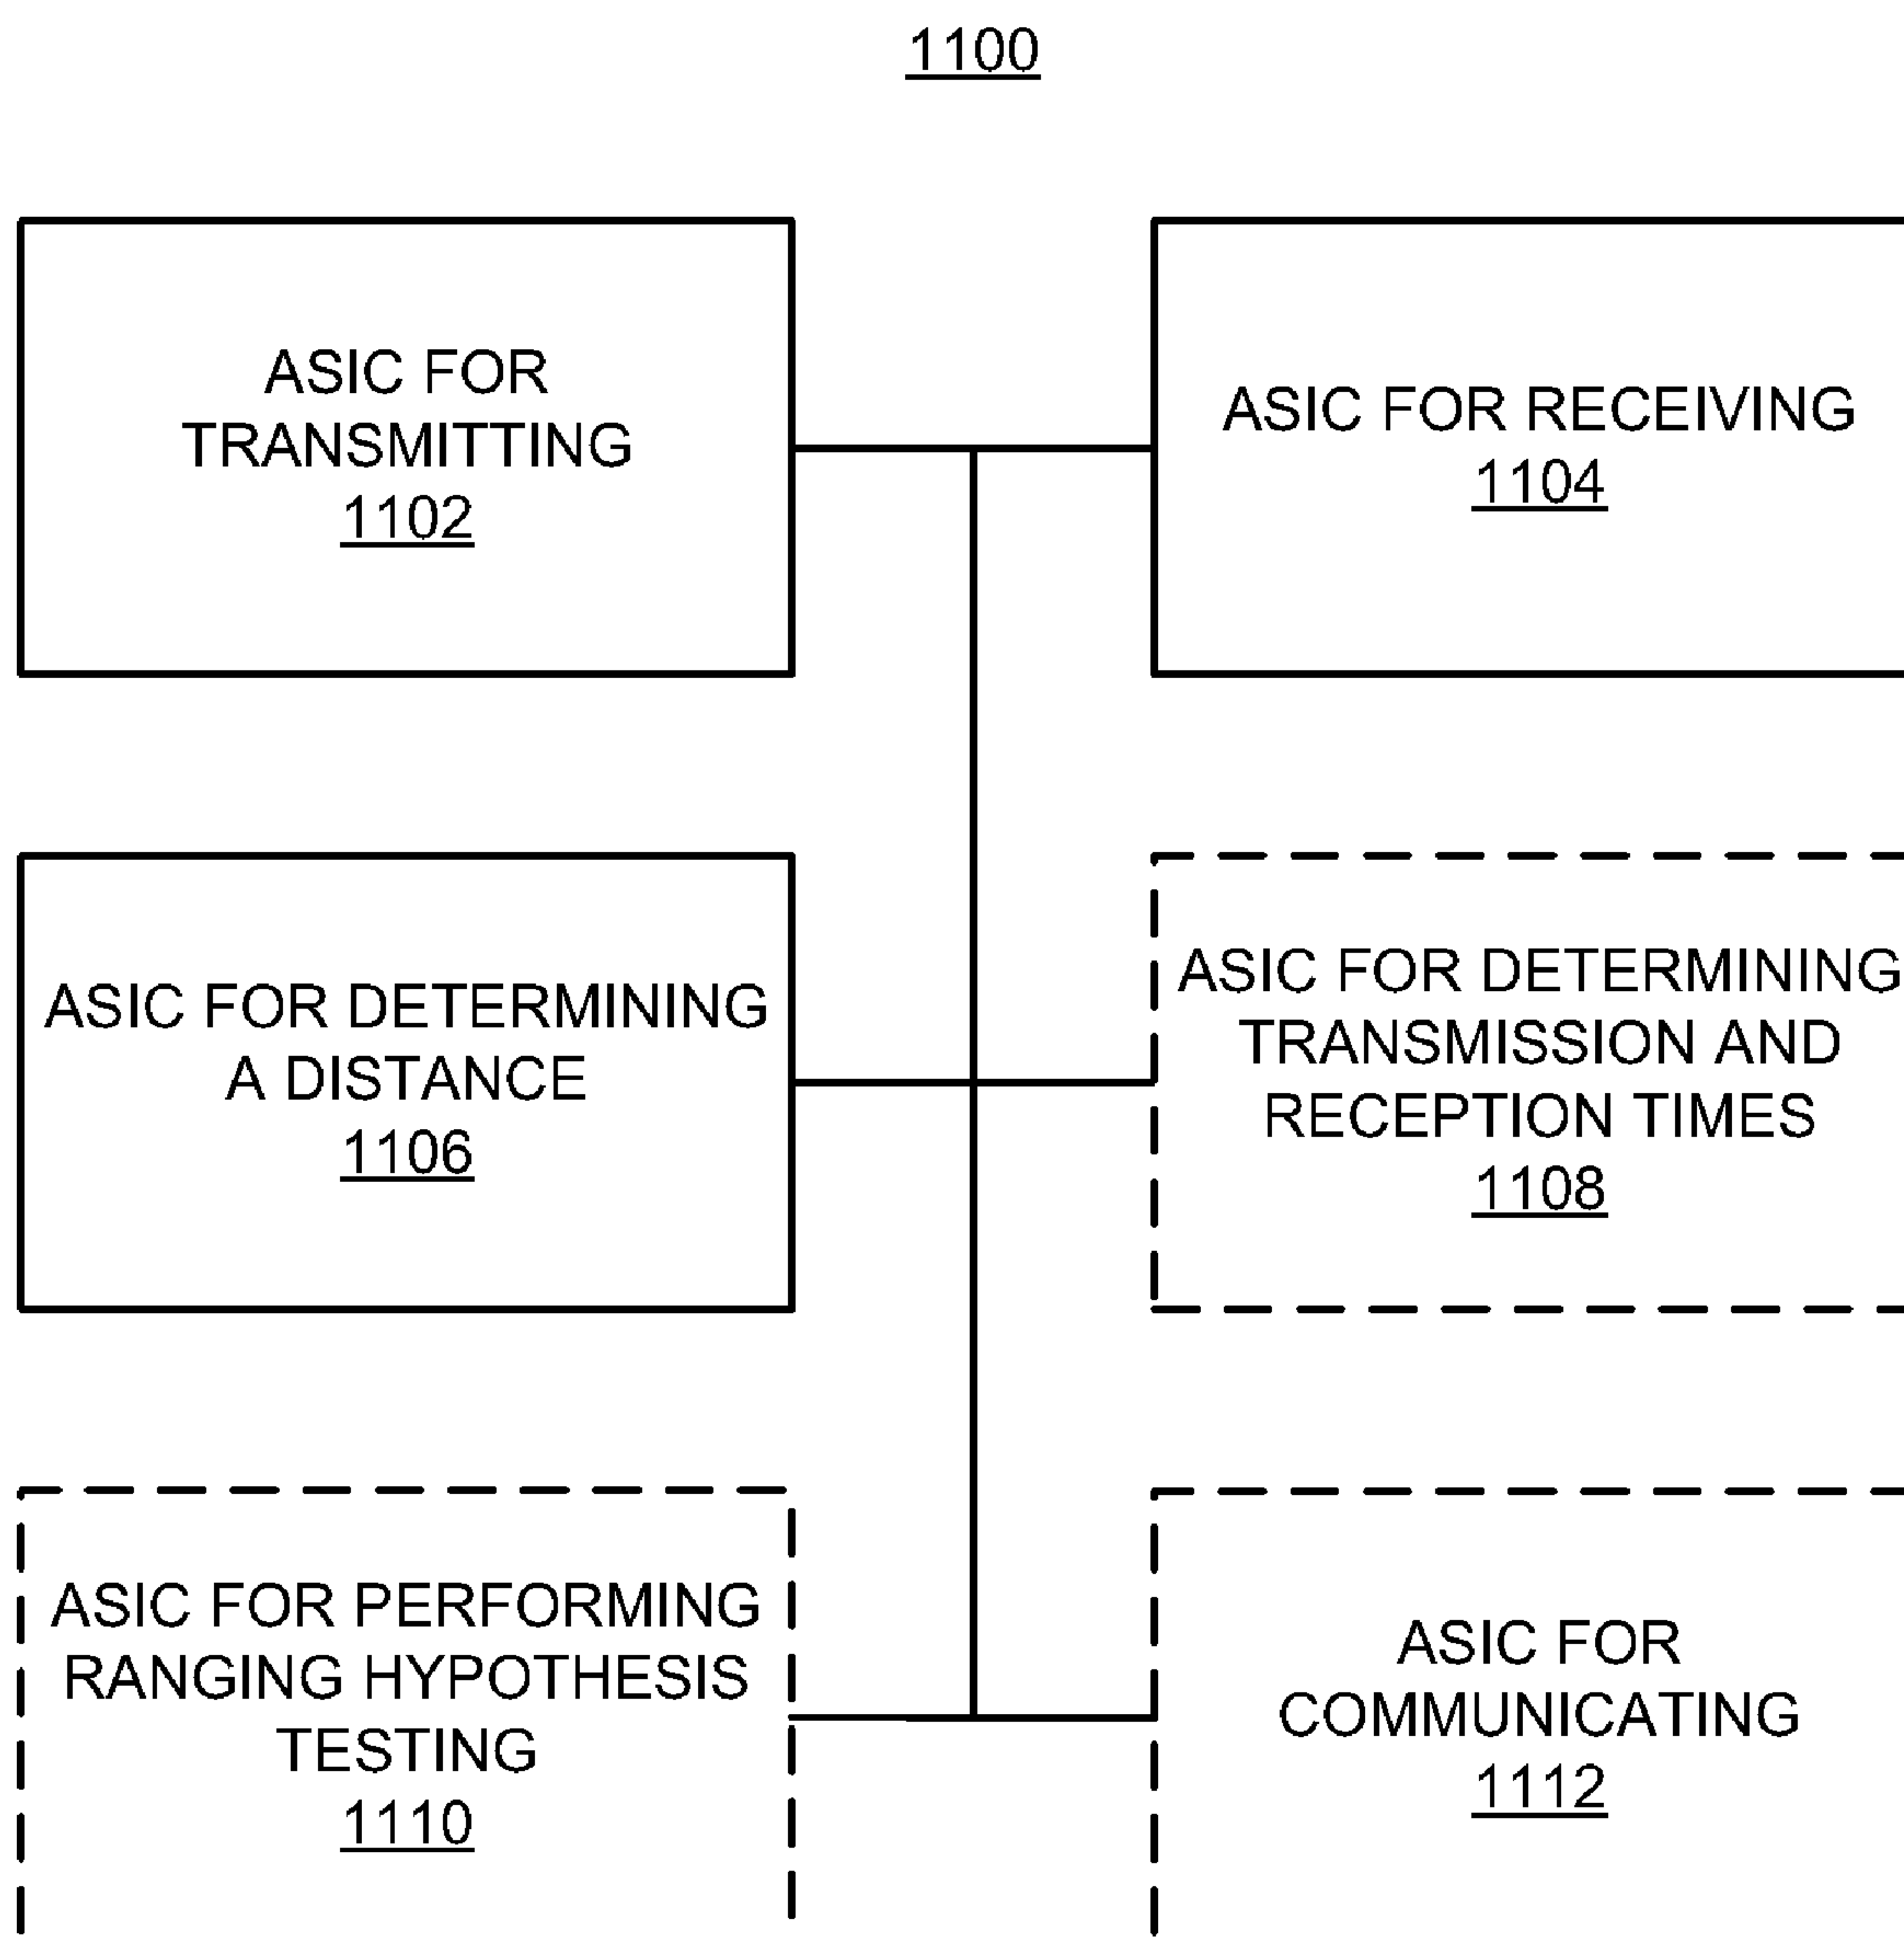 1100
ASIC FOR
TRANSMITTING
1102
ASIC FOR RECEIVING
1104
ASIC FOR DETERMINING
A DISTANCE
1106
ASIC FOR DETERMINING
TRANSMISSION AND
RECEPTION TIMES
1108
ASIC FOR PERFORMING
RANGING HYPOTHESIS
TESTING
1110
ASIC FOR
COMMUNICATING
1112